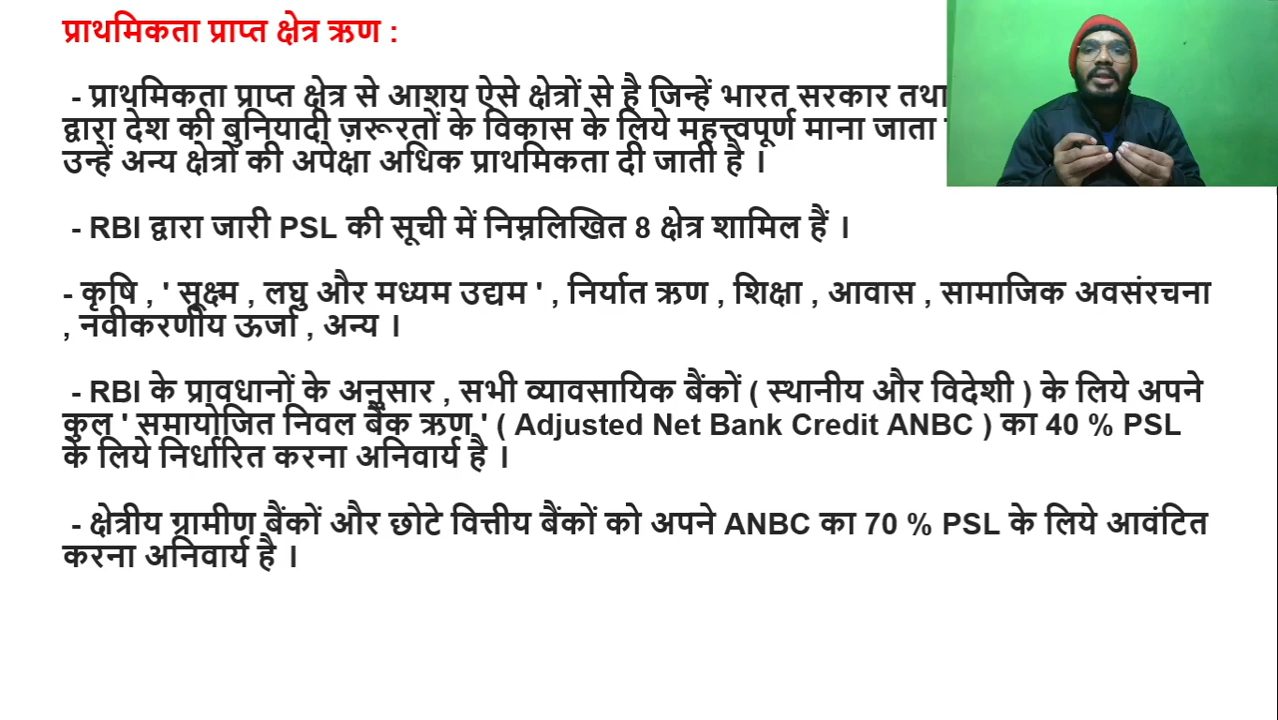 प्राथमिकता प्राप्त क्षेत्र ऋण :
- प्राथमिकता प्राप्त क्षेत्र से आशय ऐसे क्षेत्रों से है जिन्हें भारत सरकार तथा
द्वारा देश की बुनियादी ज़रूरतों के विकास के लिये महत्त्वपूर्ण माना जाता
उन्हें अन्य क्षेत्रों की अपेक्षा अधिक प्राथमिकता दी जाती है ।
- RBI द्वारा जारी PSL की सूची में निम्नलिखित 8 क्षेत्र शामिल हैं ।
- कृषि , ' सूक्ष्म , लघु और मध्यम उद्यम ' , निर्यात ऋण , शिक्षा , आवास , सामाजिक अवसंरचना
, नवीकरणीय ऊर्जा , अन्य ।
- RBI के प्रावधानों के अनुसार , सभी व्यावसायिक बैंकों ( स्थानीय और विदेशी ) के लिये अपने
कुल ' समायोजित निवल बैंक ऋण ' ( Adjusted Net Bank Credit ANBC ) का 40 % PSL
के लिये निर्धारित करना अनिवार्य है ।
- क्षेत्रीय ग्रामीण बैंकों और छोटे वित्तीय बैंकों को अपने ANBC का 70 % PSL के लिये आवंटित
करना अनिवार्य है ।